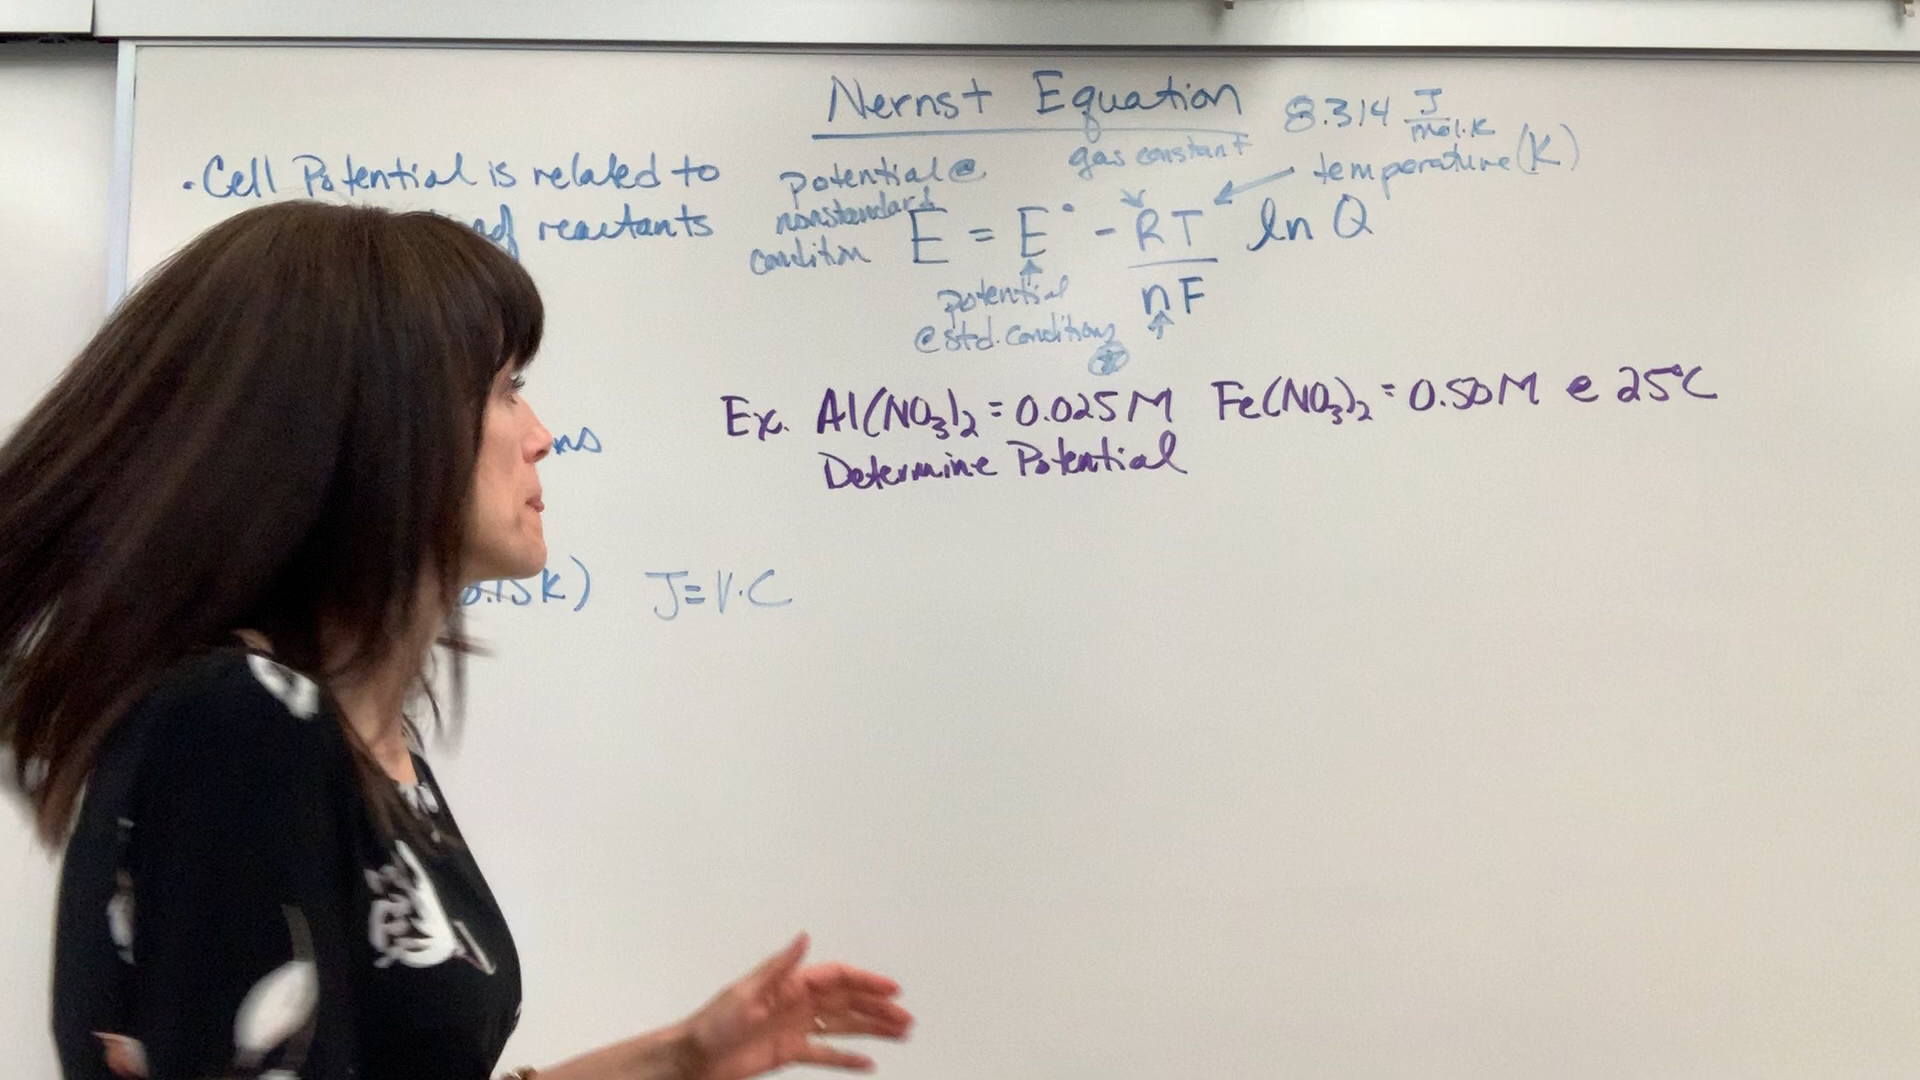 Nernst Equation
8.314 J/mol·K
gas constant
temperature (K)
• Cell Potential is related to
reactants
potential @
nonstandard
condition
E = E° - RT/nF ln Q
potential
@ std. conditions
Ex. Al(NO3)2 = 0.025 M Fe(NO3)2 = 0.50 M @ 25°C
Determine Potential
J = V·C